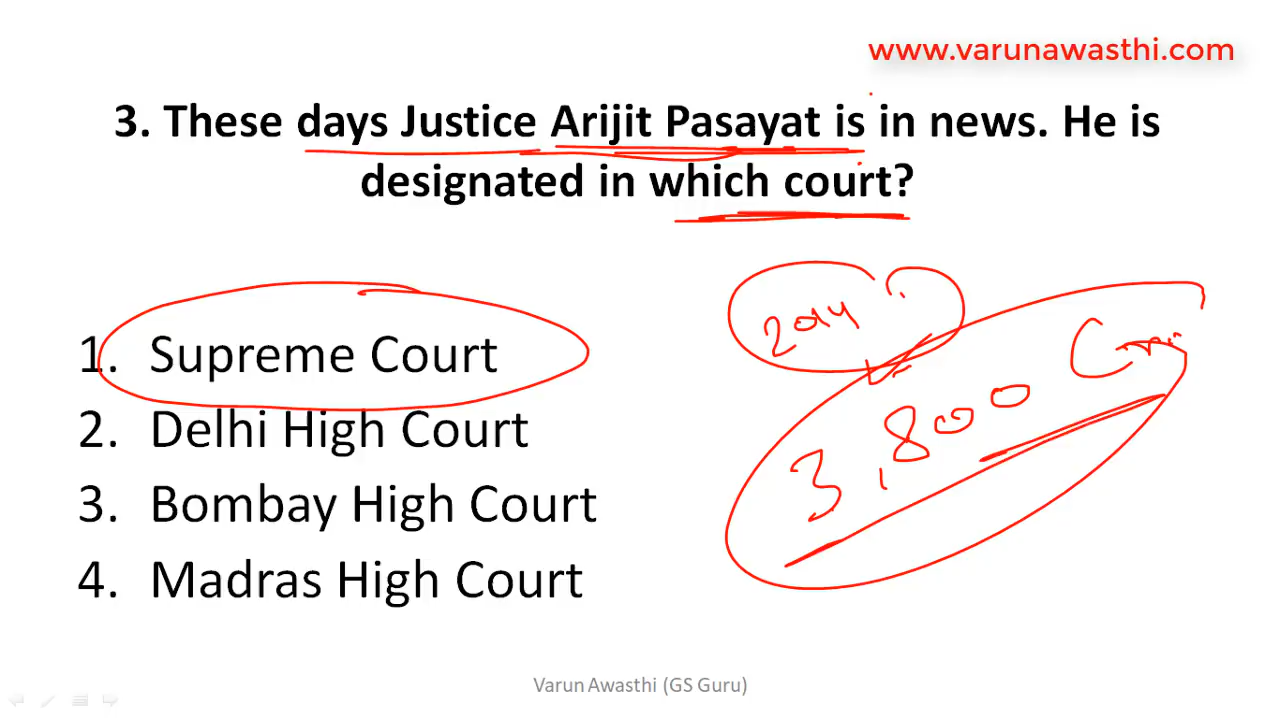 www.varunawasthi.com
3. These days Justice Arijit Pasayat is in news. He is
designated in which court?
1. Supreme Court
2. Delhi High Court
3. Bombay High Court
4. Madras High Court
2014
3,800
Varun Awasthi (GS Guru)